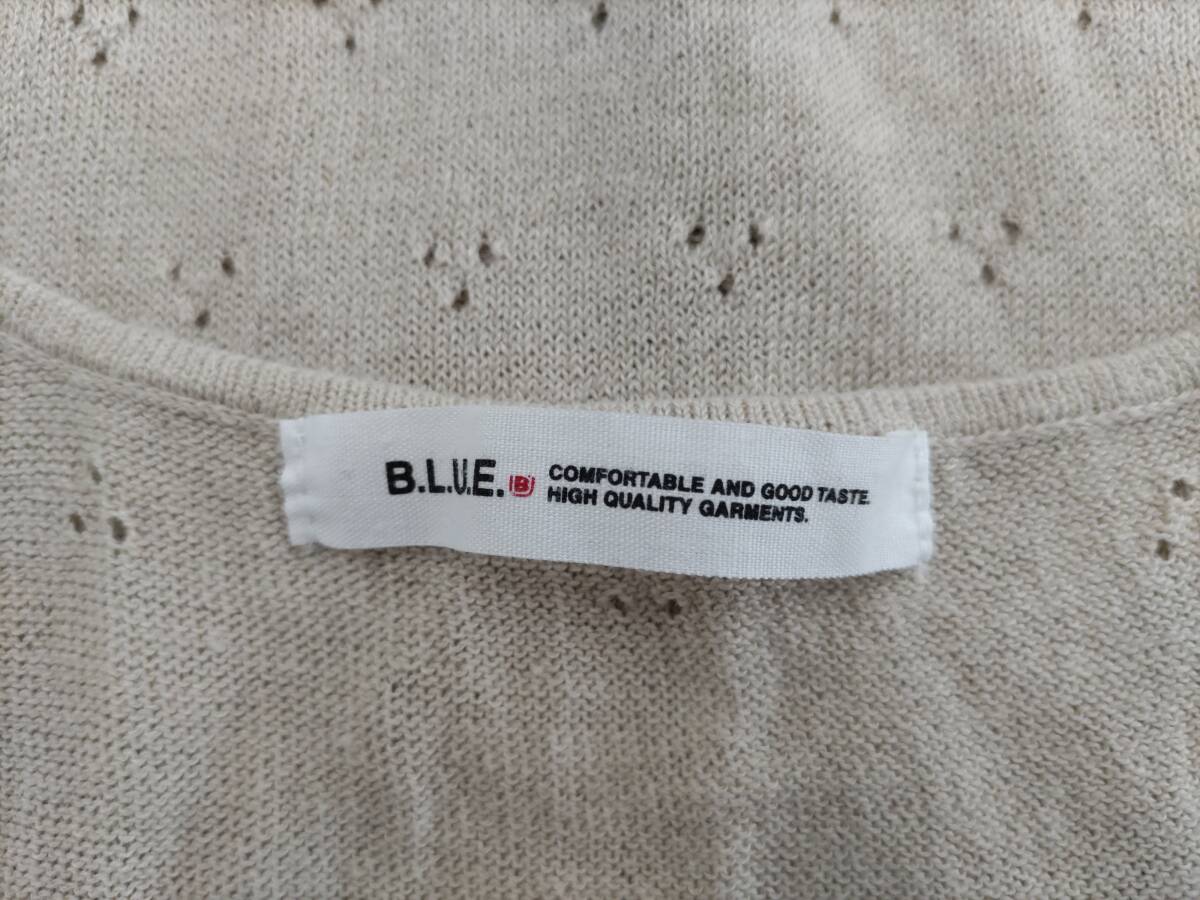 B.L.U.E. B
COMFORTABLE AND GOOD TASTE.
HIGH QUALITY GARMENTS.